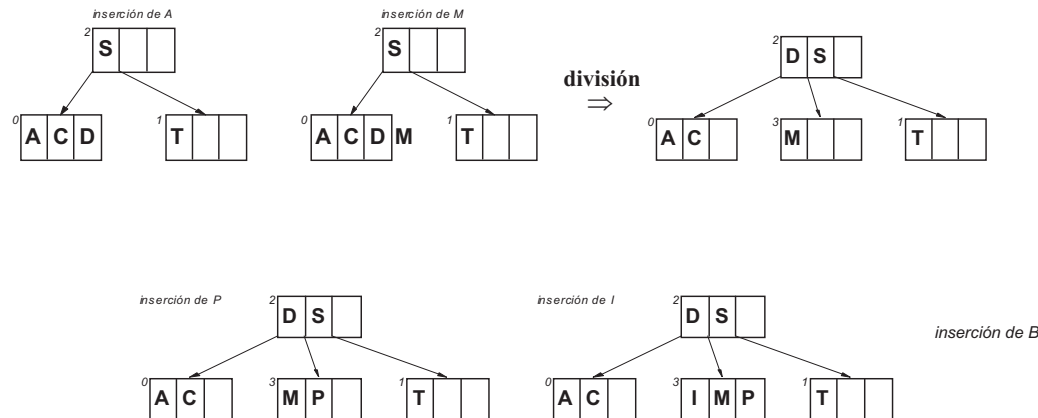 inserción de A
inserción de M
2 S
2 S
2 D S
división
⇒
0 A C D
1 T
0 A C D M
1 T
0 A C
3 M
1 T
inserción de P
2 D S
inserción de I
2 D S
inserción de B
0 A C
3 M P
1 T
0 A C
3 I M P
1 T